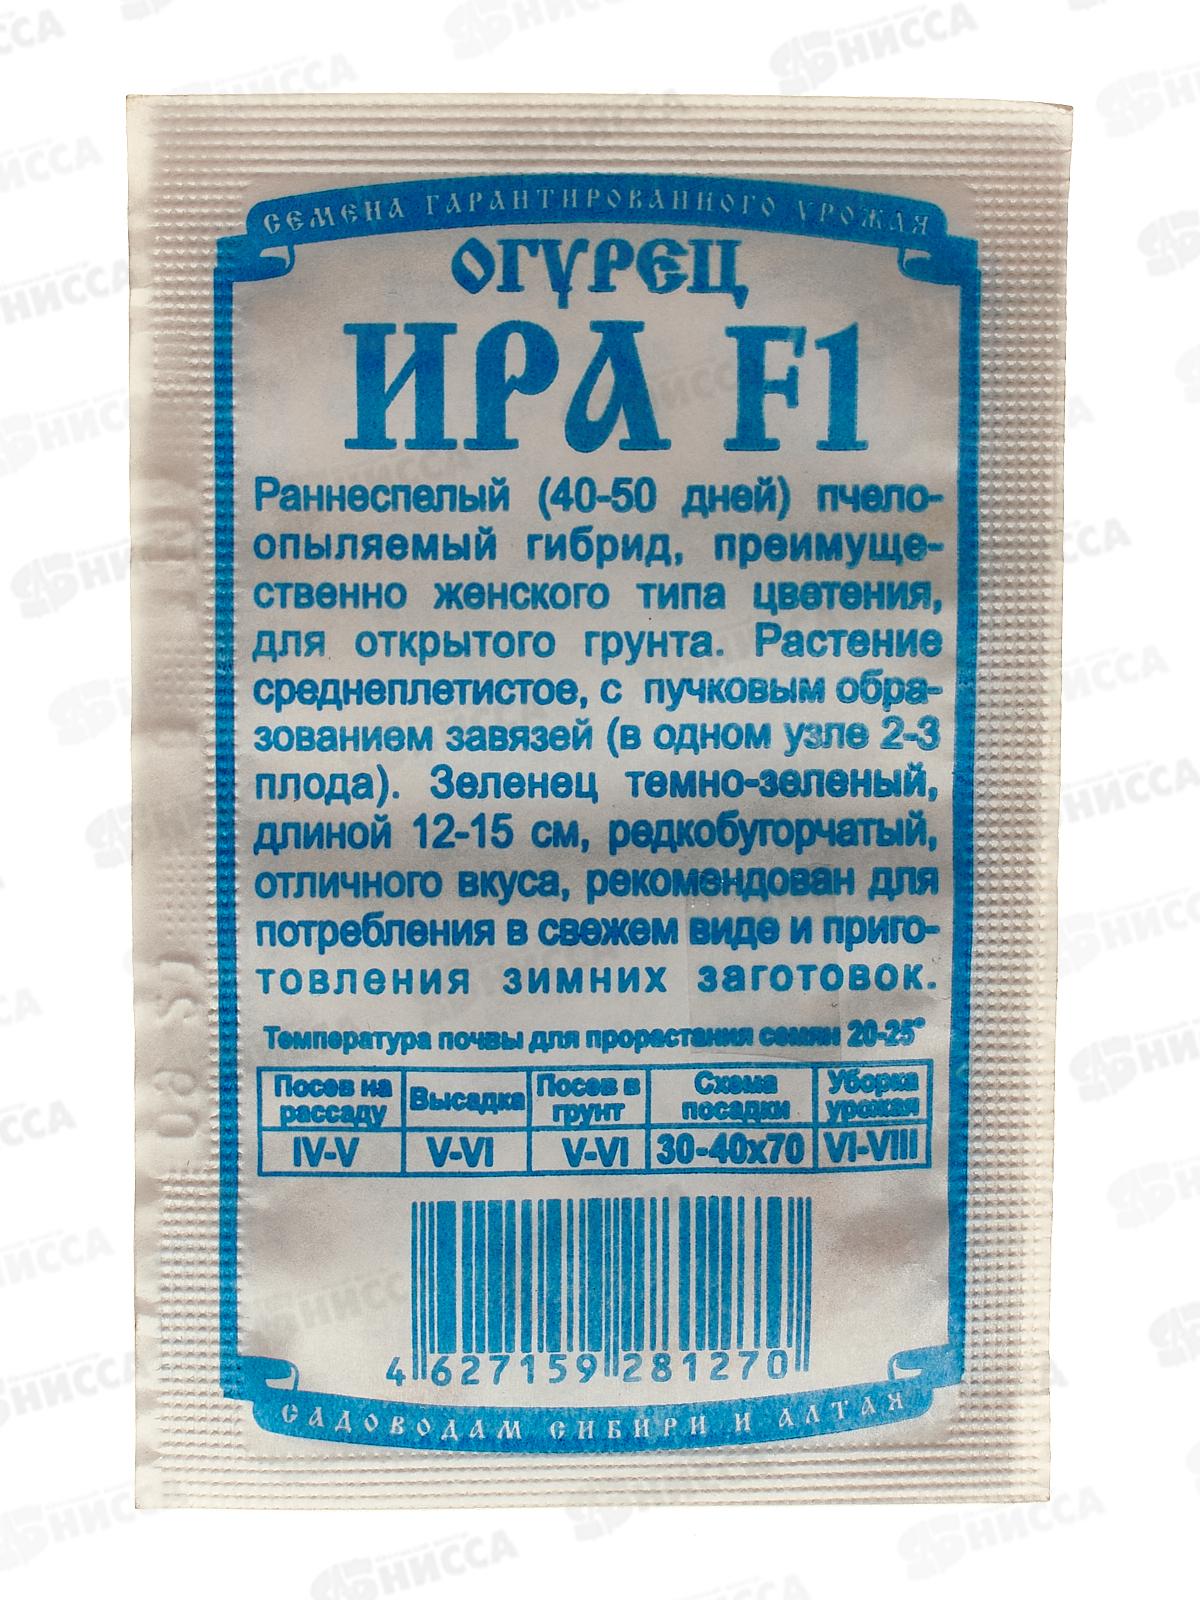 СЕМЕНА ГАРАНТИРОВАННОГО УРОЖАЯ
ОГУРЕЦ
ИРА F1
Раннеспелый (40-50 дней) пчело-
опыляемый гибрид, преимуще-
ственно женского типа цветения,
для открытого грунта. Растение
среднеплетистое, с пучковым обра-
зованием завязей (в одном узле 2-3
плода). Зеленец темно-зеленый,
длиной 12-15 см, редкобугорчатый,
отличного вкуса, рекомендован для
потребления в свежем виде и приго-
товления зимних заготовок.
Температура почвы для прорастания семян 20-25°
Посев на рассаду Высадка Посев в грунт Схема посадки Уборка урожая
IV-V V-VI V-VI 30-40х70 VI-VIII
4 627159 281270
САДОВОДАМ СИБИРИ И АЛТАЯ